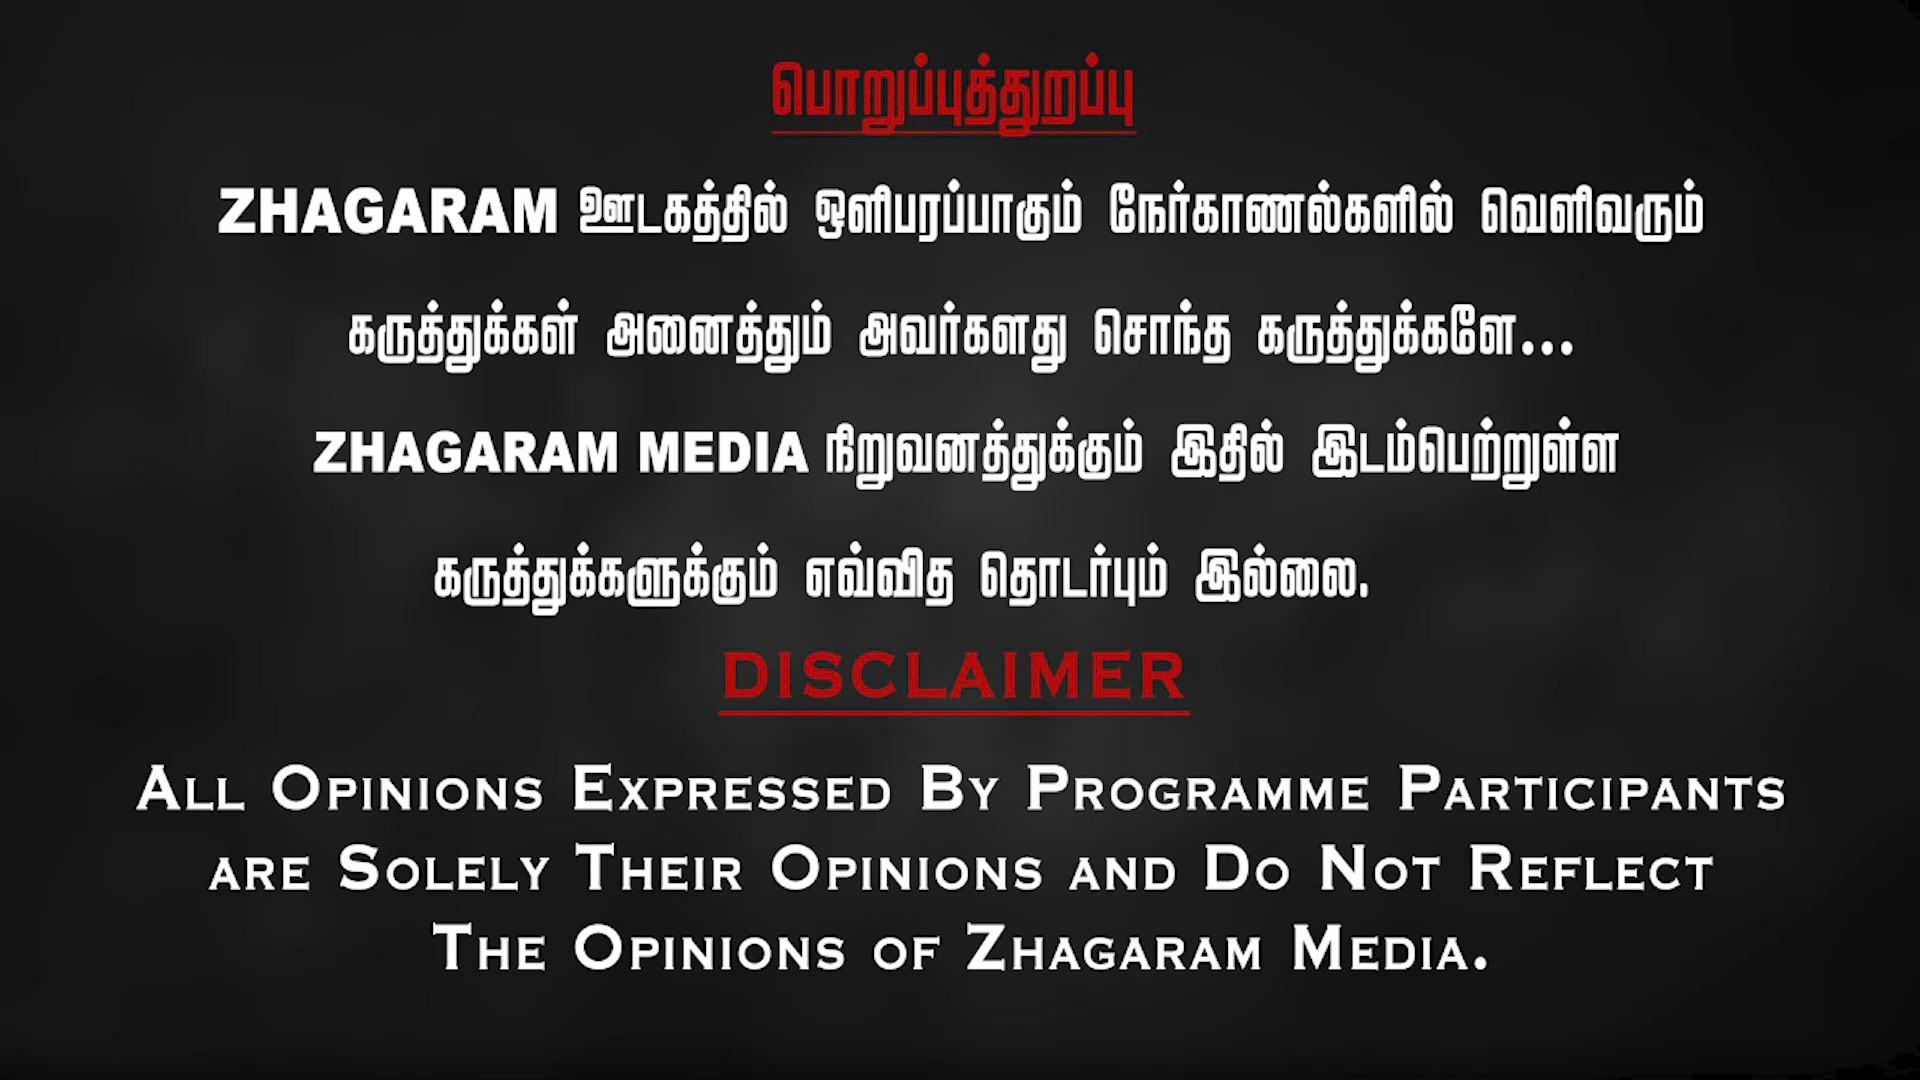 பொறுப்புத்துறப்பு
ZHAGARAM ஊடகத்தில் ஒளிபரப்பாகும் நேர்காணல்களில் வெளிவரும்
கருத்துக்கள் அனைத்தும் அவர்களது சொந்த கருத்துக்களே...
ZHAGARAM MEDIA நிறுவனத்துக்கும் இதில் இடம்பெற்றுள்ள
கருத்துக்களுக்கும் எவ்வித தொடர்பும் இல்லை.
DISCLAIMER
All Opinions Expressed By Programme Participants
are Solely Their Opinions and Do Not Reflect
The Opinions of Zhagaram Media.